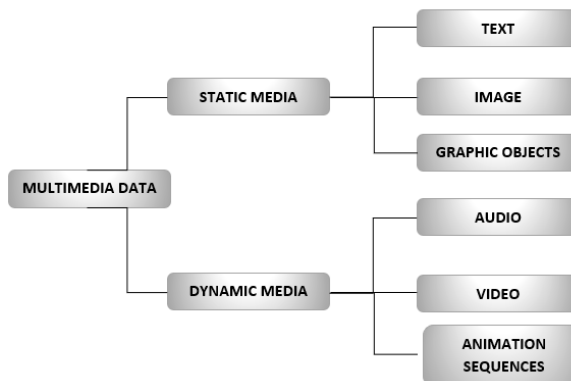 TEXT
STATIC MEDIA
IMAGE
GRAPHIC OBJECTS
MULTIMEDIA DATA
AUDIO
DYNAMIC MEDIA
VIDEO
ANIMATION
SEQUENCES